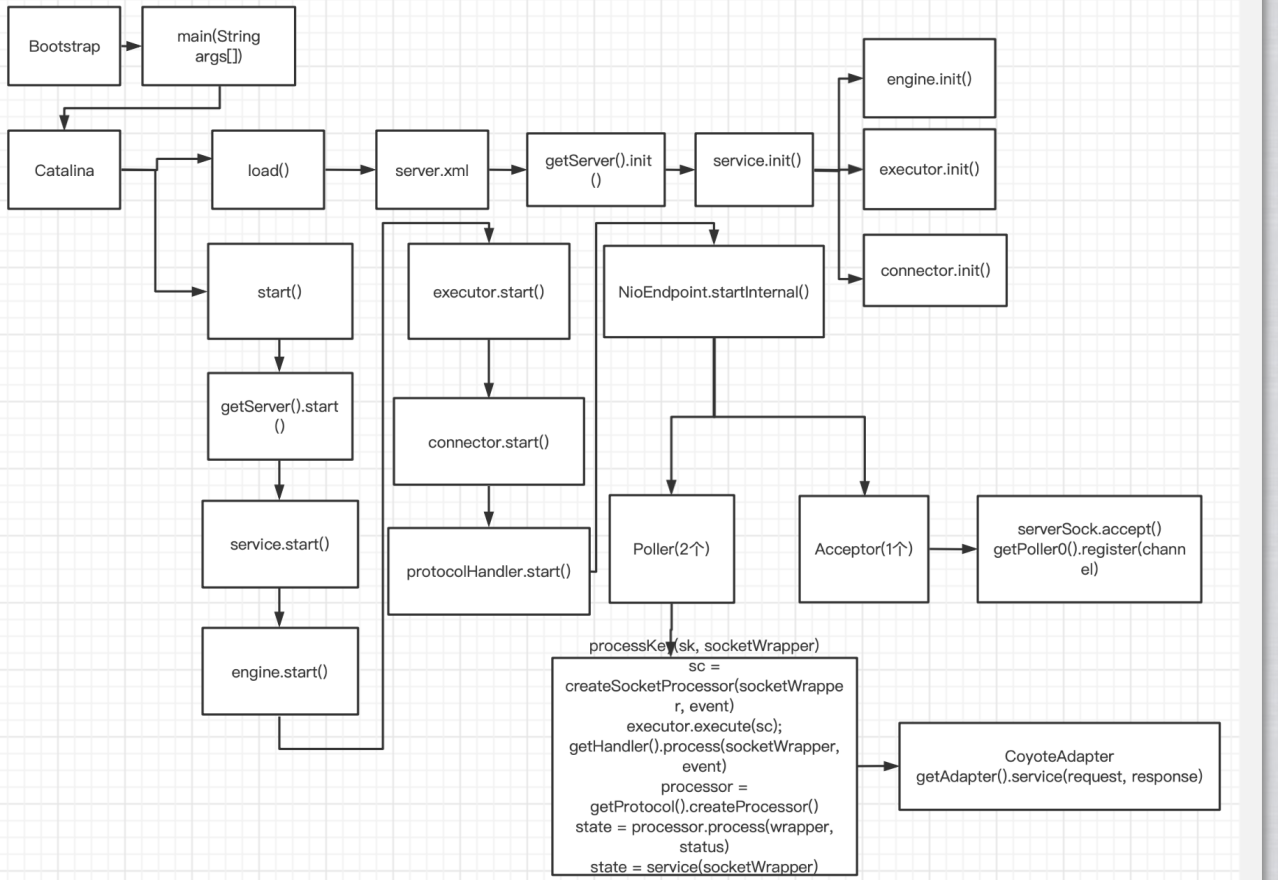 Bootstrap
main(String
args[])
engine.init()
Catalina
load()
server.xml
getServer().init
()
service.init()
executor.init()
connector.init()
start()
executor.start()
NioEndpoint.startInternal()
getServer().start
()
connector.start()
service.start()
protocolHandler.start()
Poller(2个)
Acceptor(1个)
serverSock.accept()
getPoller0().register(chann
el)
engine.start()
processKey(sk, socketWrapper)
sc =
createSocketProcessor(socketWrappe
r, event)
executor.execute(sc);
getHandler().process(socketWrapper,
event)
processor =
getProtocol().createProcessor()
state = processor.process(wrapper,
status)
state = service(socketWrapper)
CoyoteAdapter
getAdapter().service(request, response)